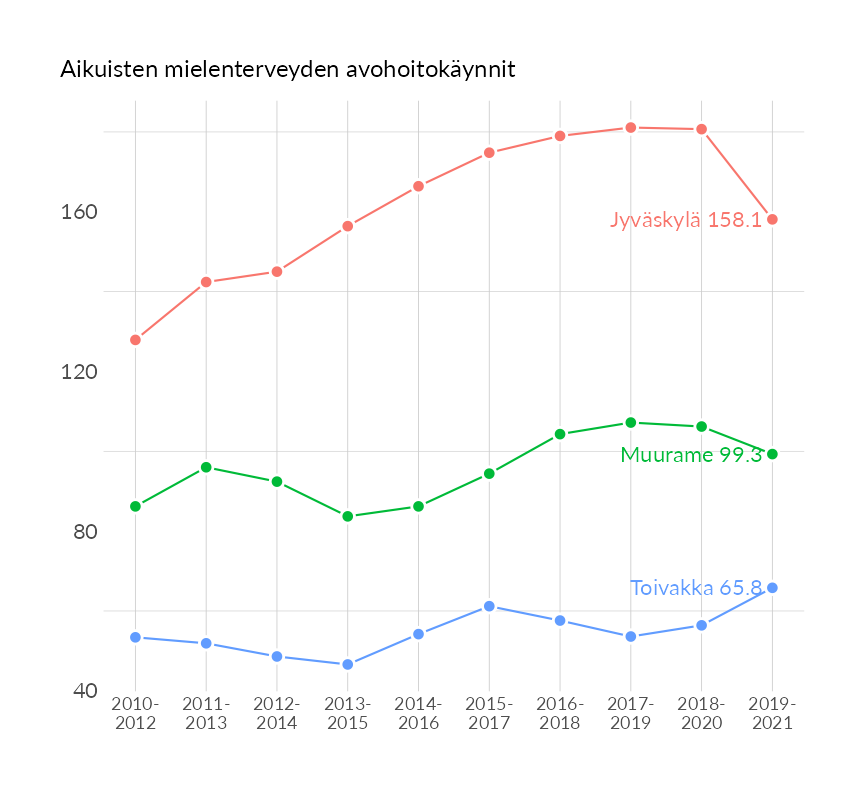 Aikuisten mielenterveyden avohoitokäynnit
160
Jyväskylä 158.1
120
Muurame 99.3
80
Toivakka 65.8
40
2010- 2011- 2012- 2013- 2014- 2015- 2016- 2017- 2018- 2019-
2012 2013 2014 2015 2016 2017 2018 2019 2020 2021